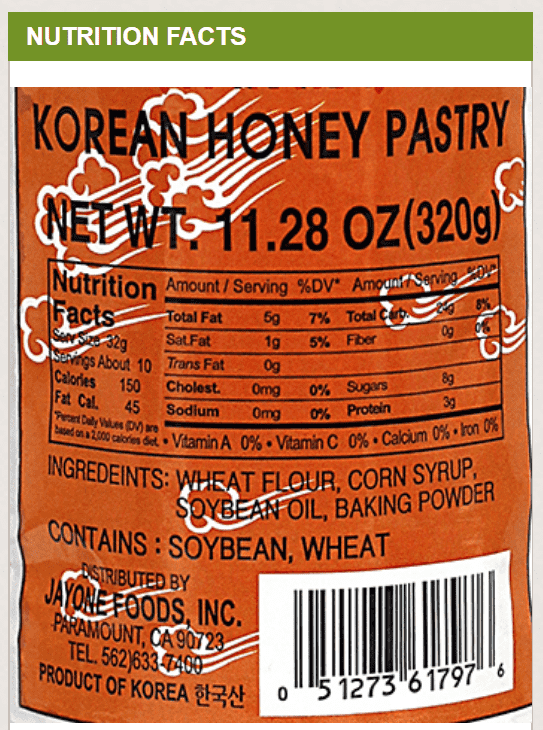 NUTRITION FACTS
KOREAN HONEY PASTRY
NET WT. 11.28 OZ(320g)
Nutrition Facts
Serv Size 32g
Servings About 10
Calories 150
Fat Cal. 45
*Percent Daily Values (DV) are
based on a 2,000 calories diet.
Amount / Serving %DV* Amount / Serving %DV*
Total Fat 5g 7% Total Carb. 24g 8%
Sat.Fat 1g 5% Fiber 0g 0%
Trans Fat 0g
Cholest. 0mg 0% Sugars 8g
Sodium 0mg 0% Protein 3g
• Vitamin A 0% • Vitamin C 0% • Calcium 0% • Iron 0%
INGREDEINTS: WHEAT FLOUR, CORN SYRUP,
SOYBEAN OIL, BAKING POWDER
CONTAINS : SOYBEAN, WHEAT
DISTRIBUTED BY
JAYONE FOODS, INC.
PARAMOUNT, CA 90723
TEL. 562)633-7400
PRODUCT OF KOREA 한국산
0 51273 61797 6